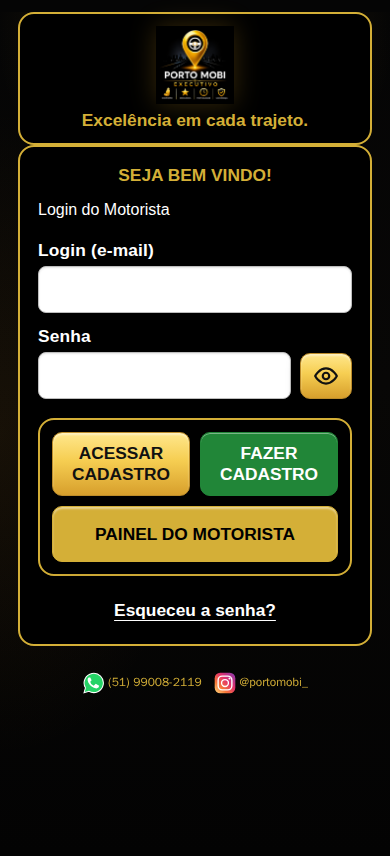 PORTO MOBI
EXECUTIVO
Excelência em cada trajeto.
SEJA BEM VINDO!
Login do Motorista
Login (e-mail)
Senha
ACESSAR
CADASTRO
FAZER
CADASTRO
PAINEL DO MOTORISTA
Esqueceu a senha?
(51) 99008-2119 @portomobi_